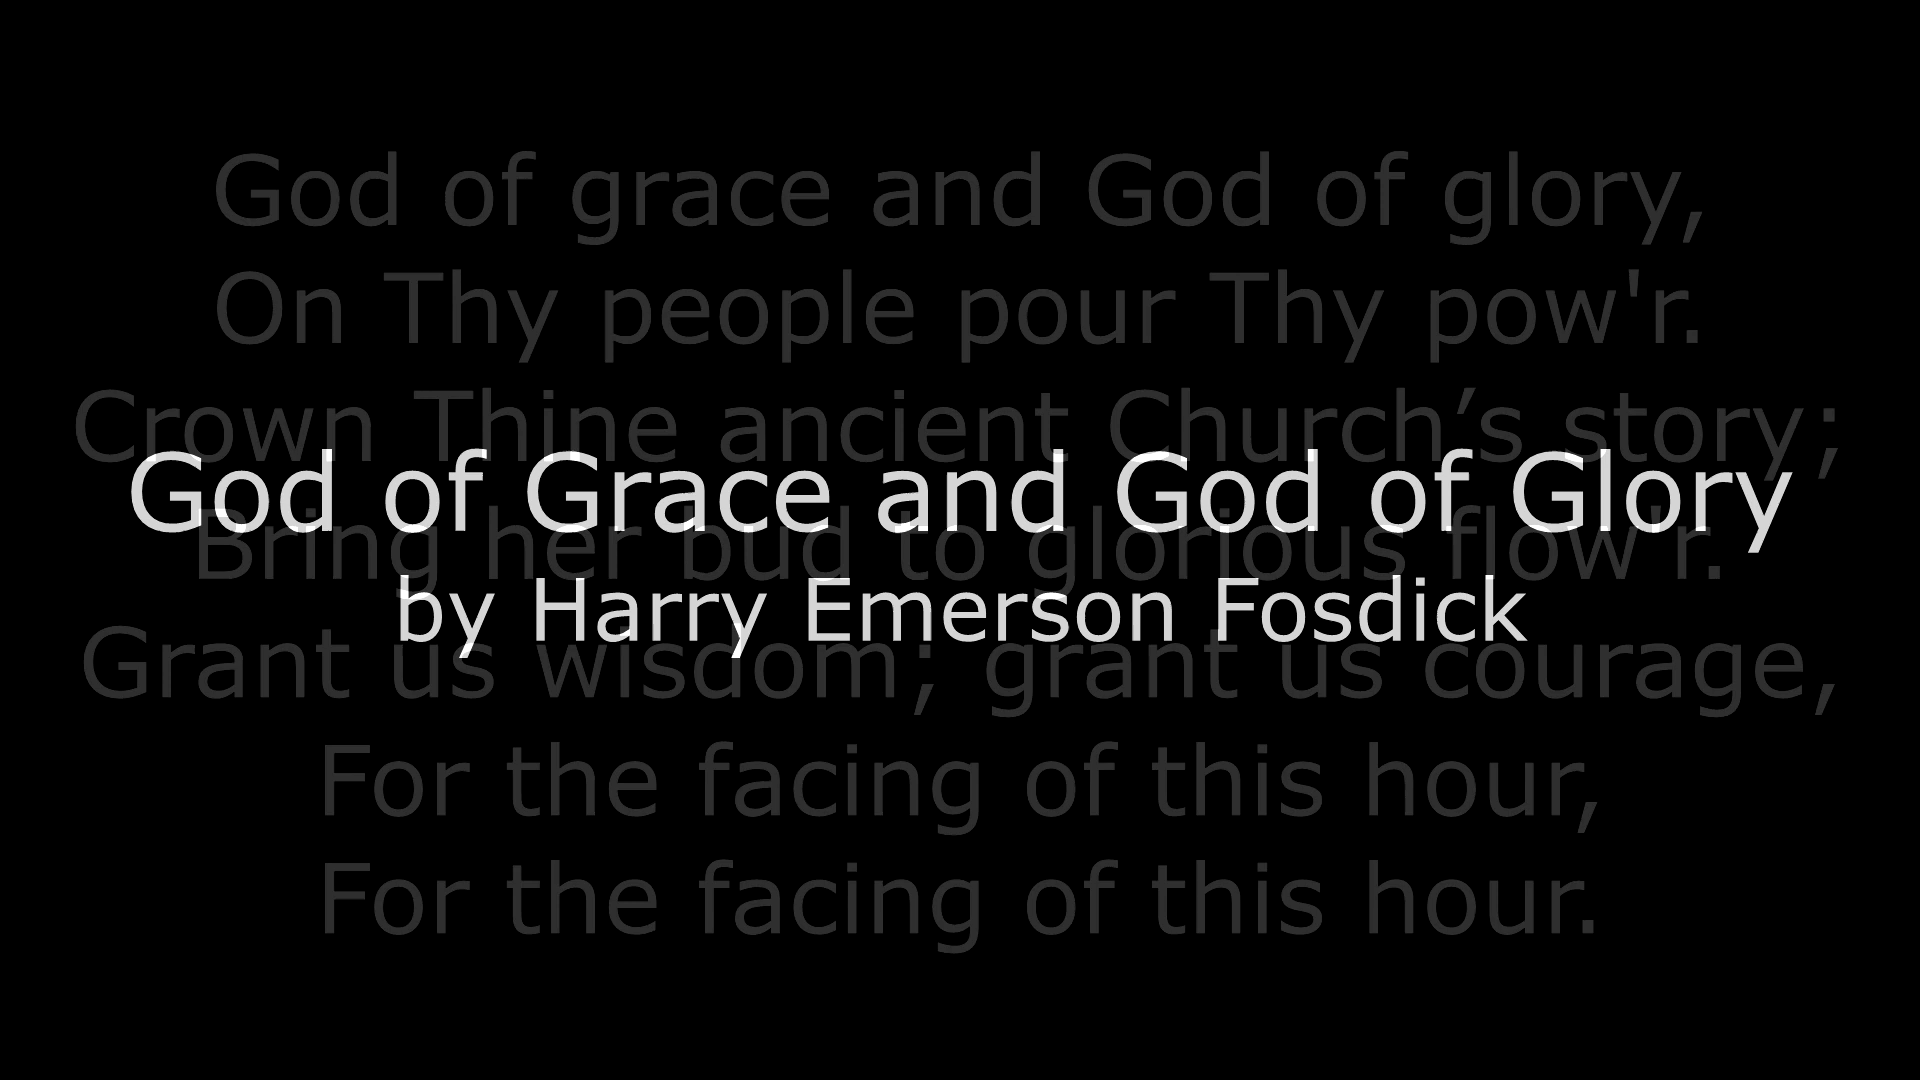 God of grace and God of glory,
On Thy people pour Thy pow'r.
Crown Thine ancient Church’s story;
God of Grace and God of Glory
Bring her bud to glorious flow'r.
by Harry Emerson Fosdick
Grant us wisdom; grant us courage,
For the facing of this hour,
For the facing of this hour.